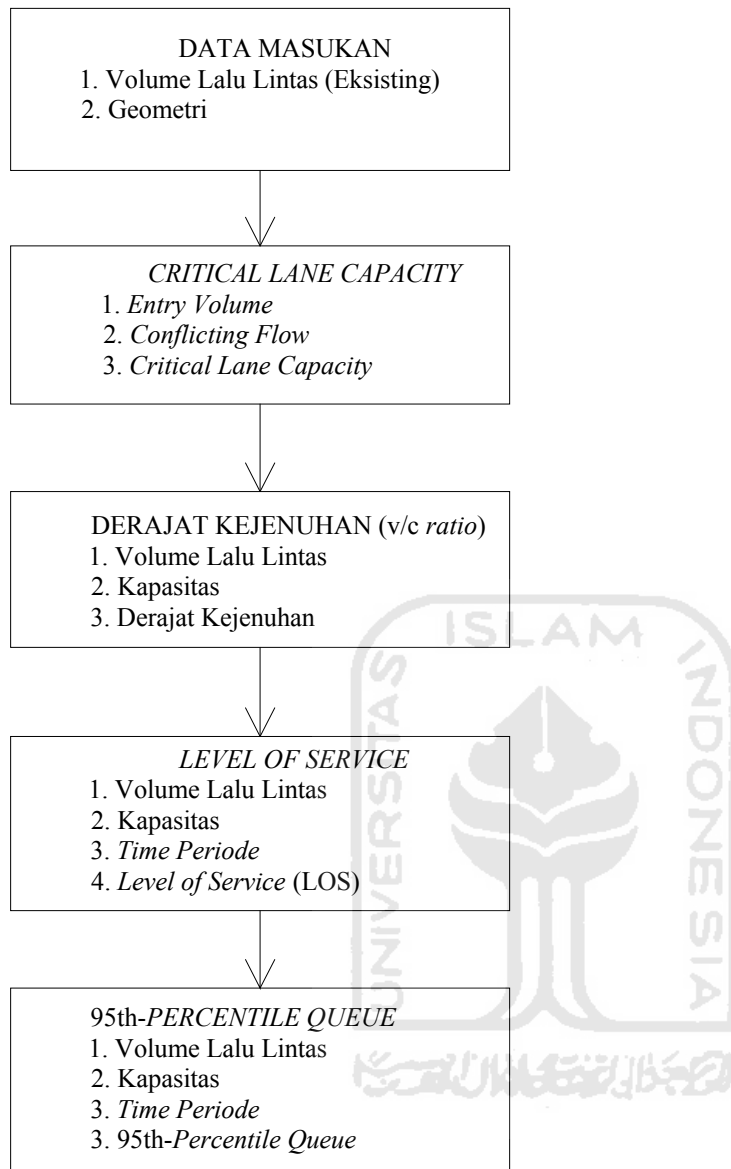 DATA MASUKAN
1. Volume Lalu Lintas (Eksisting)
2. Geometri
CRITICAL LANE CAPACITY
1. Entry Volume
2. Conflicting Flow
3. Critical Lane Capacity
DERAJAT KEJENUHAN (v/c ratio)
1. Volume Lalu Lintas
2. Kapasitas
3. Derajat Kejenuhan
LEVEL OF SERVICE
1. Volume Lalu Lintas
2. Kapasitas
3. Time Periode
4. Level of Service (LOS)
95th-PERCENTILE QUEUE
1. Volume Lalu Lintas
2. Kapasitas
3. Time Periode
3. 95th-Percentile Queue
UNIVERSITAS
ISLAM
INDONESIA